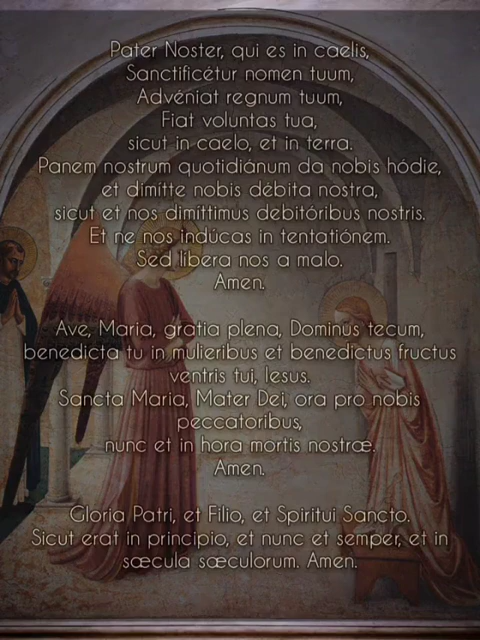 Pater Noster, qui es in caelis,
Sanctificétur nomen tuum,
Advéniat regnum tuum,
Fiat voluntas tua,
sicut in caelo, et in terra.
Panem nostrum quotidiánum da nobis hódie,
et dimítte nobis débita nostra,
sicut et nos dimíttimus debitóribus nostris.
Et ne nos indúcas in tentatiónem.
Sed líbera nos a malo.
Amen.

Ave, Maria, gratia plena, Dominus tecum,
benedicta tu in mulieribus et benedictus fructus
ventris tui, Iesus.
Sancta Maria, Mater Dei, ora pro nobis
peccatoribus,
nunc et in hora mortis nostræ.
Amen.

Gloria Patri, et Filio, et Spiritui Sancto.
Sicut erat in principio, et nunc et semper, et in
sæcula sæculorum. Amen.